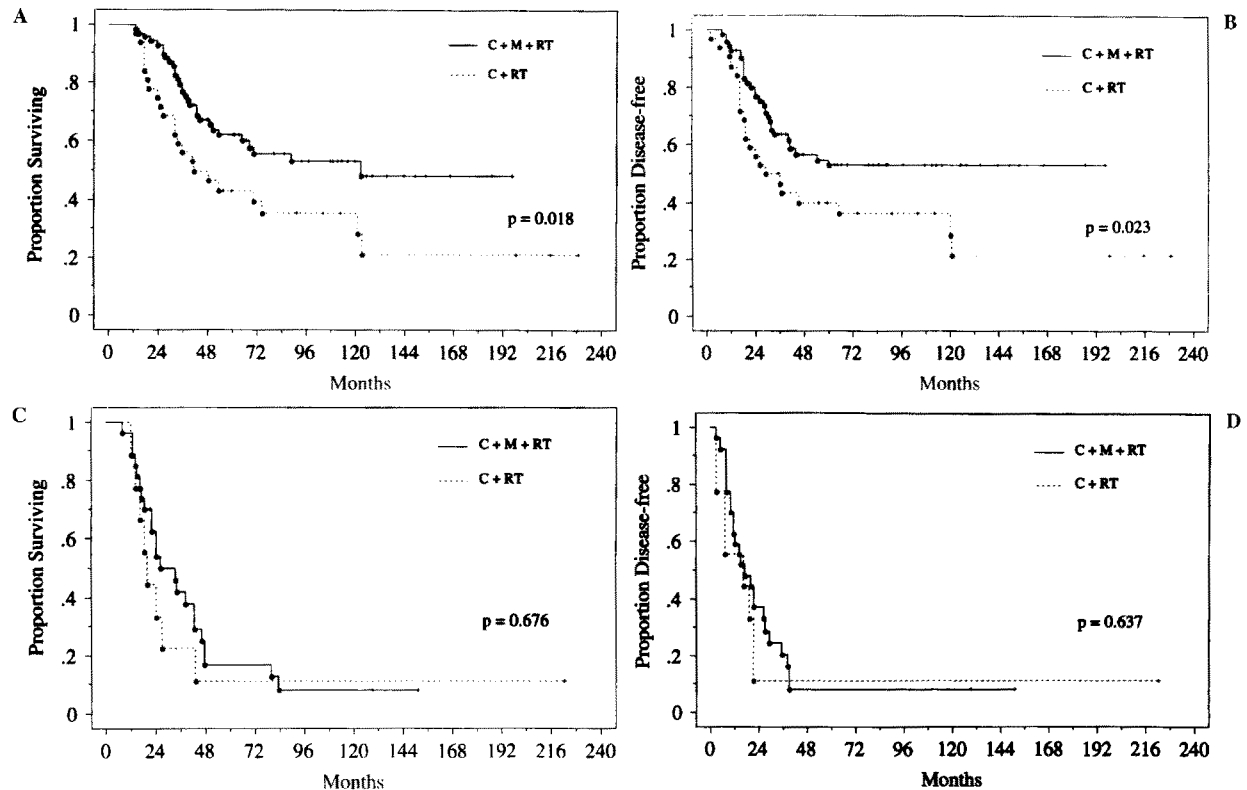 A
1
.8
.6
.4
.2
0
Proportion Surviving
C + M + RT
C + RT
p = 0.018
0 24 48 72 96 120 144 168 192 216 240
Months
B
1
.8
.6
.4
.2
0
Proportion Disease-free
C + M + RT
C + RT
p = 0.023
0 24 48 72 96 120 144 168 192 216 240
Months
C
1
.8
.6
.4
.2
0
Proportion Surviving
C + M + RT
C + RT
p = 0.676
0 24 48 72 96 120 144 168 192 216 240
Months
D
1
.8
.6
.4
.2
0
Proportion Disease-free
C + M + RT
C + RT
p = 0.637
0 24 48 72 96 120 144 168 192 216 240
Months